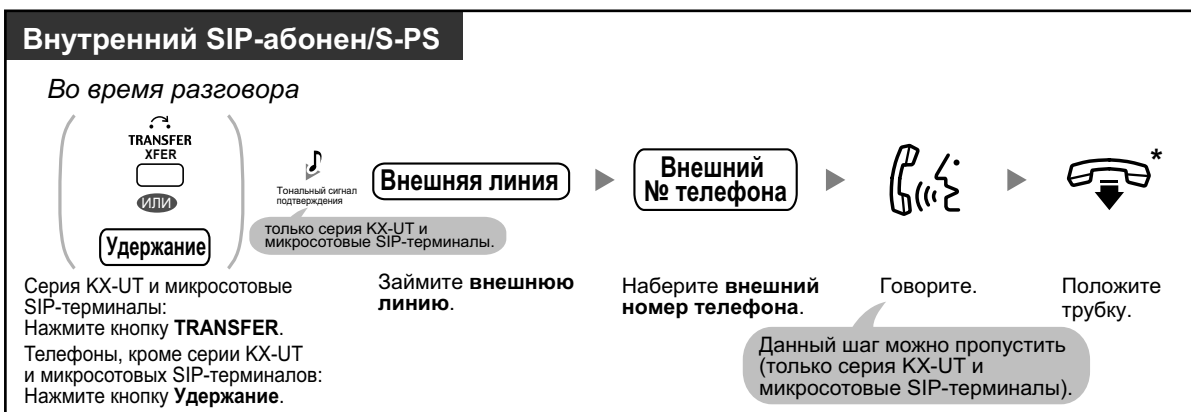 Внутренний SIP-абонен/S-PS
Во время разговора
TRANSFER
XFER
ИЛИ
Удержание
Серия KX-UT и микросотовые
SIP-терминалы:
Нажмите кнопку TRANSFER.
Телефоны, кроме серии KX-UT
и микросотовых SIP-терминалов:
Нажмите кнопку Удержание.
Тональный сигнал
подтверждения
только серия KX-UT и
микросотовые SIP-терминалы.
Внешняя линия
Займите внешнюю
линию.
Внешний
№ телефона
Наберите внешний
номер телефона.
Говорите.
Данный шаг можно пропустить
(только серия KX-UT и
микросотовые SIP-терминалы).
*
Положите
трубку.